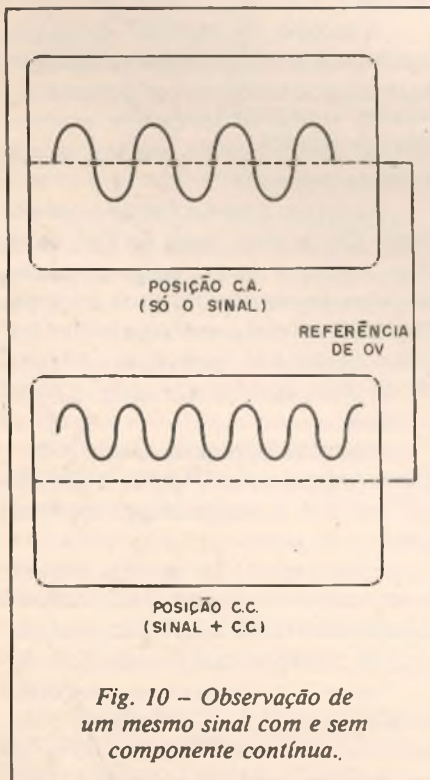 POSIÇÃO C.A.
(SÓ O SINAL)
REFERÊNCIA
DE 0V
POSIÇÃO C.C.
(SINAL + C.C.)
Fig. 10 – Observação de
um mesmo sinal com e sem
componente contínua.